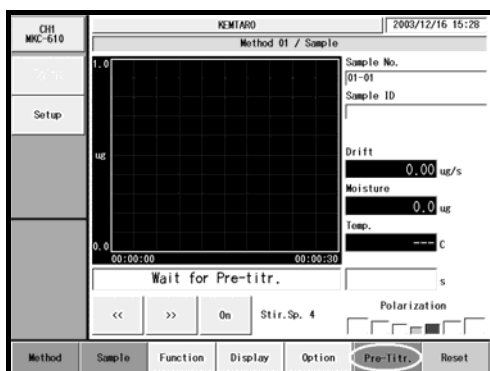 CH1
MKC-610
KEMTARO
2003/12/16 15:28
Method 01 / Sample
Setup
1.0
ug
0.0
00:00:00
00:00:30
Sample No.
01-01
Sample ID
Drift
0.00 ug/s
Moisture
0.0 ug
Temp.
--- C
Wait for Pre-titr.
s
<<
>>
On
Stir.Sp. 4
Polarization
Method
Sample
Function
Display
Option
Pre-Titr.
Reset